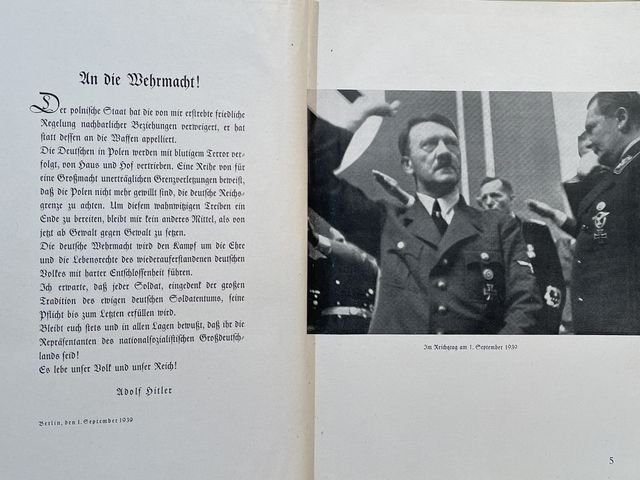 An die Wehrmacht!
Der polnische Staat hat die von mir erstrebte friedliche
Regelung nachbarlicher Beziehungen verweigert, er hat
statt dessen an die Waffen appelliert.
Die Deutschen in Polen werden mit blutigem Terror ver-
folgt, von Haus und Hof vertrieben. Eine Reihe von für
eine Großmacht unerträglichen Grenzverletzungen beweist,
daß die Polen nicht mehr gewillt sind, die deutsche Reichs-
grenze zu achten. Um diesem wahnwitzigen Treiben ein
Ende zu bereiten, bleibt mir kein anderes Mittel, als von
jetzt ab Gewalt gegen Gewalt zu setzen.
Die deutsche Wehrmacht wird den Kampf um die Ehre
und die Lebensrechte des wiederauferstandenen deutschen
Volkes mit harter Entschlossenheit führen.
Ich erwarte, daß jeder Soldat, eingedenk der großen
Tradition des ewigen deutschen Soldatentums, seine
Pflicht bis zum Letzten erfüllen wird.
Bleibt euch stets und in allen Lagen bewußt, daß ihr die
Repräsentanten des nationalsozialistischen Großdeutsch-
lands seid!
Es lebe unser Volk und unser Reich!
Adolf Hitler
Berlin, den 1. September 1939
Im Reichstag am 1. September 1939
5